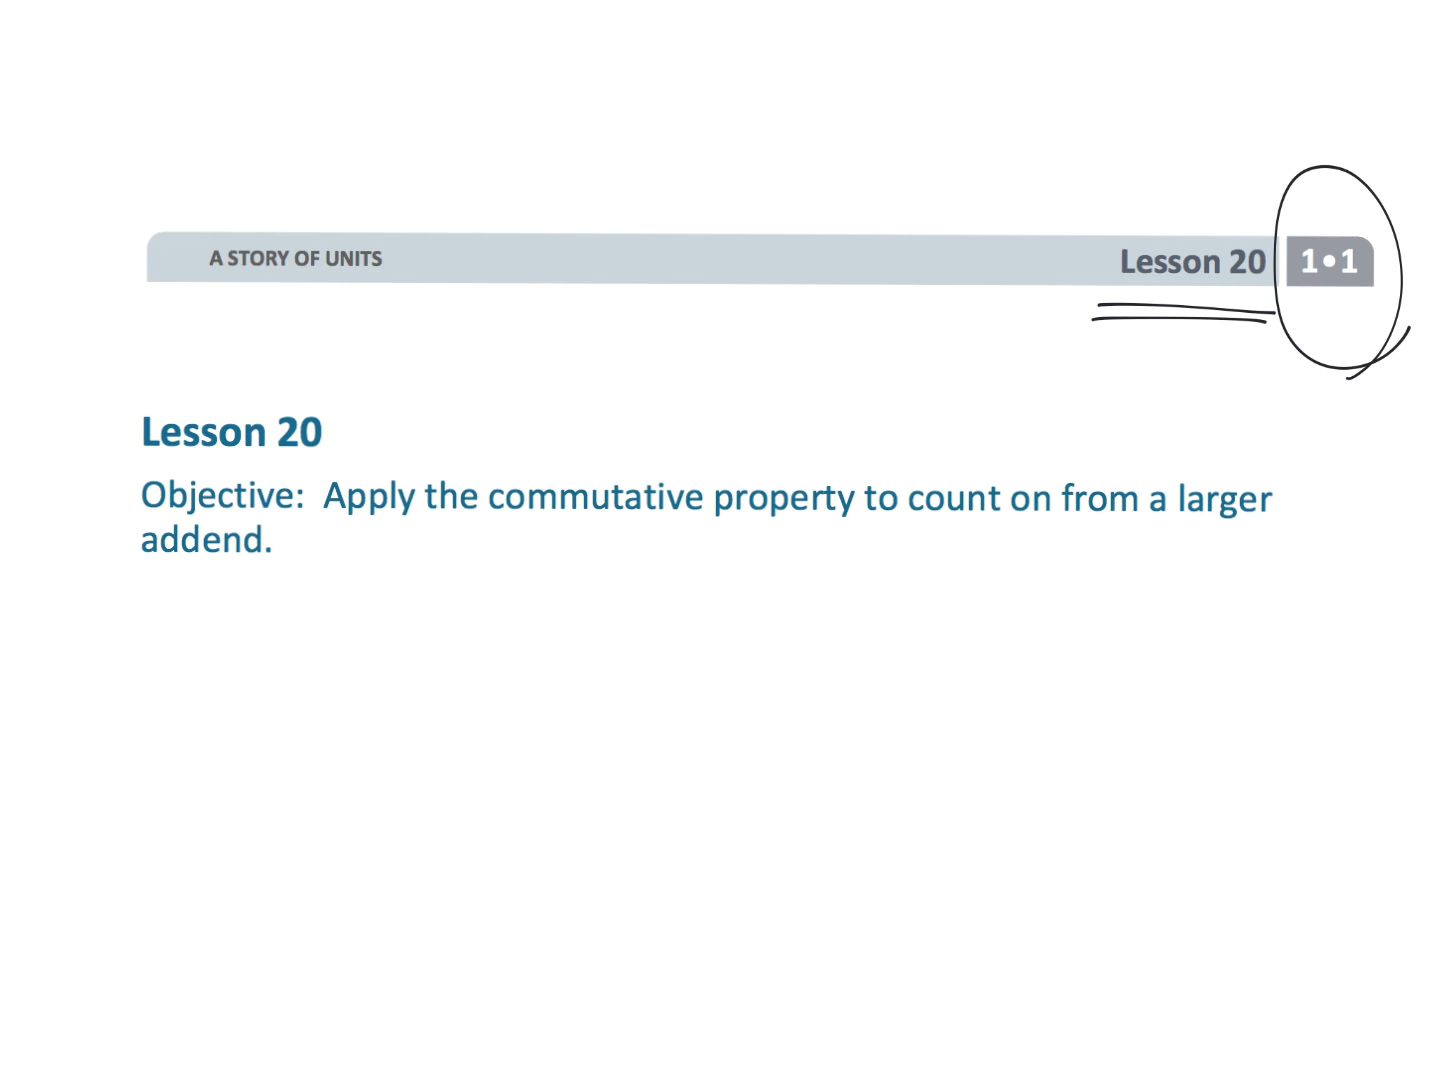 A STORY OF UNITS
Lesson 20
1•1
Lesson 20
Objective: Apply the commutative property to count on from a larger
addend.